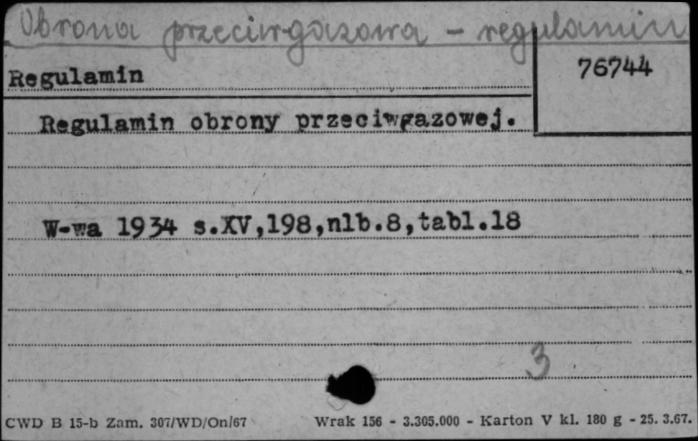 Obrona przeciwgazowa - regulamin
Regulamin
76744
Regulamin obrony przeciwgazowej.
W-wa 1934 s.XV,198,nlb.8,tabl.18
3
CWD B 15-b Zam. 307/WD/On/67 Wrak 156 - 3.305.000 - Karton V kl. 180 g - 25. 3.67.